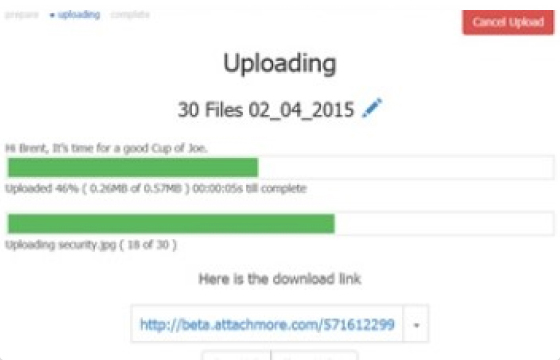 prepare • uploading complete
Cancel Upload
Uploading
30 Files 02_04_2015
Hi Brent, It's time for a good Cup of Joe.
Uploaded 46% ( 0.26MB of 0.57MB ) 00:00:05s till complete
Uploading security.jpg ( 18 of 30 )
Here is the download link
http://beta.attachmore.com/571612299